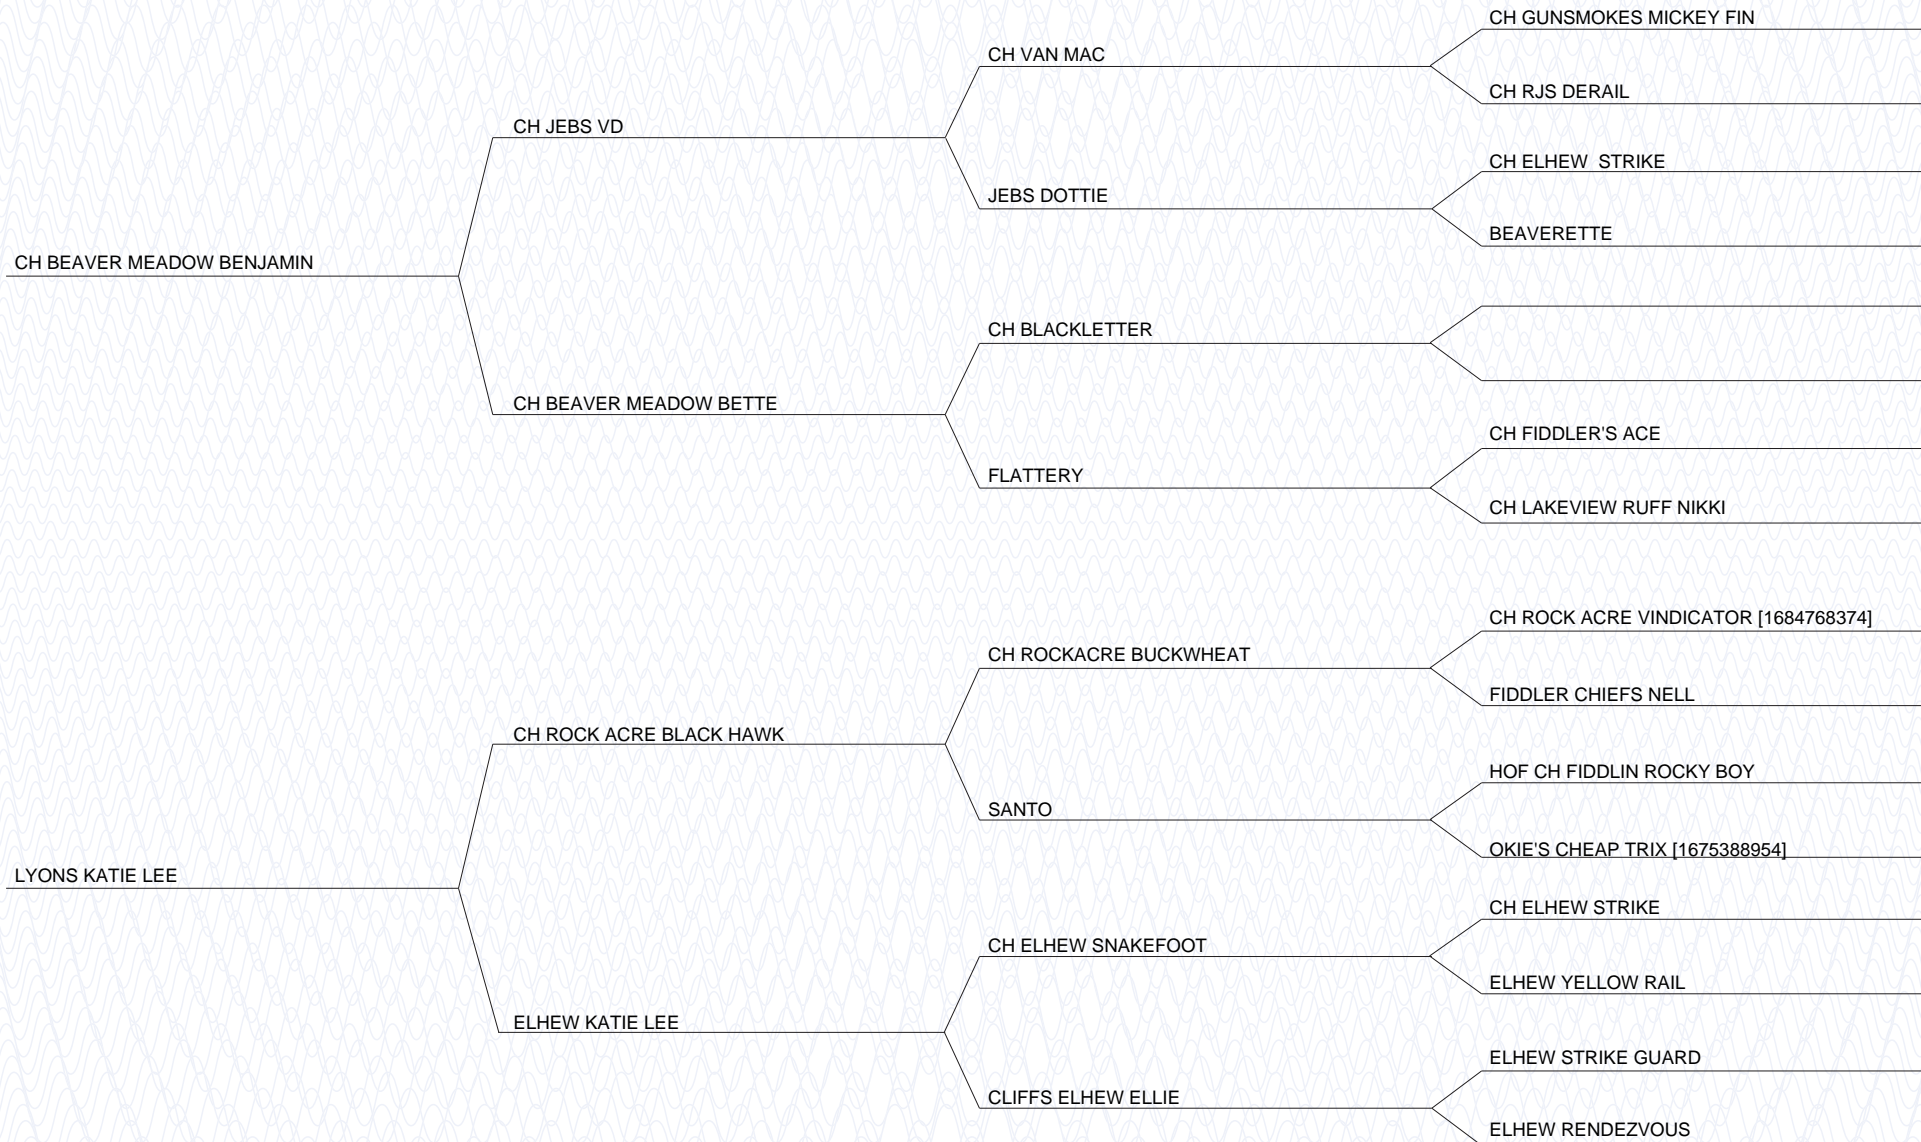 CH GUNSMOKES MICKEY FIN
CH VAN MAC
CH RJS DERAIL
CH JEBS VD
CH ELHEW  STRIKE
JEBS DOTTIE
BEAVERETTE
CH BEAVER MEADOW BENJAMIN
CH BLACKLETTER
CH BEAVER MEADOW BETTE
CH FIDDLER'S ACE
FLATTERY
CH LAKEVIEW RUFF NIKKI
CH ROCK ACRE VINDICATOR [1684768374]
CH ROCKACRE BUCKWHEAT
FIDDLER CHIEFS NELL
CH ROCK ACRE BLACK HAWK
HOF CH FIDDLIN ROCKY BOY
SANTO
OKIE'S CHEAP TRIX [1675388954]
LYONS KATIE LEE
CH ELHEW STRIKE
CH ELHEW SNAKEFOOT
ELHEW YELLOW RAIL
ELHEW KATIE LEE
ELHEW STRIKE GUARD
CLIFFS ELHEW ELLIE
ELHEW RENDEZVOUS